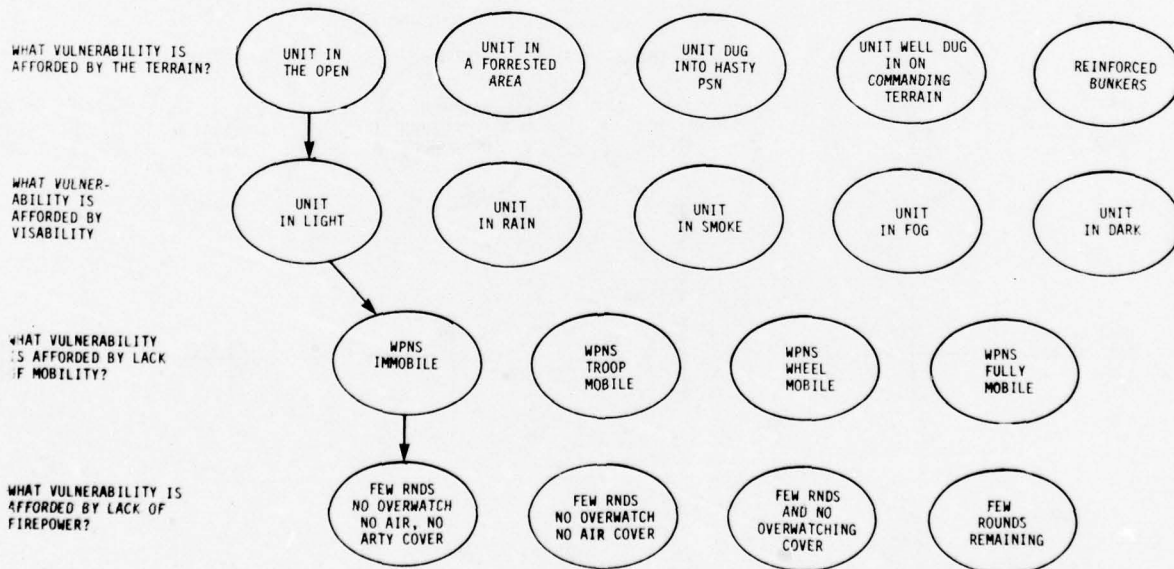 WHAT VULNERABILITY IS
AFFORDED BY THE TERRAIN?
UNIT IN
THE OPEN
UNIT IN
A FORRESTED
AREA
UNIT DUG
INTO HASTY
PSN
UNIT WELL DUG
IN ON
COMMANDING
TERRAIN
REINFORCED
BUNKERS
WHAT VULNER-
ABILITY IS
AFFORDED BY
VISABILITY
UNIT
IN LIGHT
UNIT
IN RAIN
UNIT
IN SMOKE
UNIT
IN FOG
UNIT
IN DARK
WHAT VULNERABILITY
IS AFFORDED BY LACK
OF MOBILITY?
WPNS
IMMOBILE
WPNS
TROOP
MOBILE
WPNS
WHEEL
MOBILE
WPNS
FULLY
MOBILE
WHAT VULNERABILITY IS
AFFORDED BY LACK OF
FIREPOWER?
FEW RNDS
NO OVERWATCH
NO AIR, NO
ARTY COVER
FEW RNDS
NO OVERWATCH
NO AIR COVER
FEW RNDS
AND NO
OVERWATCHING
COVER
FEW
ROUNDS
REMAINING